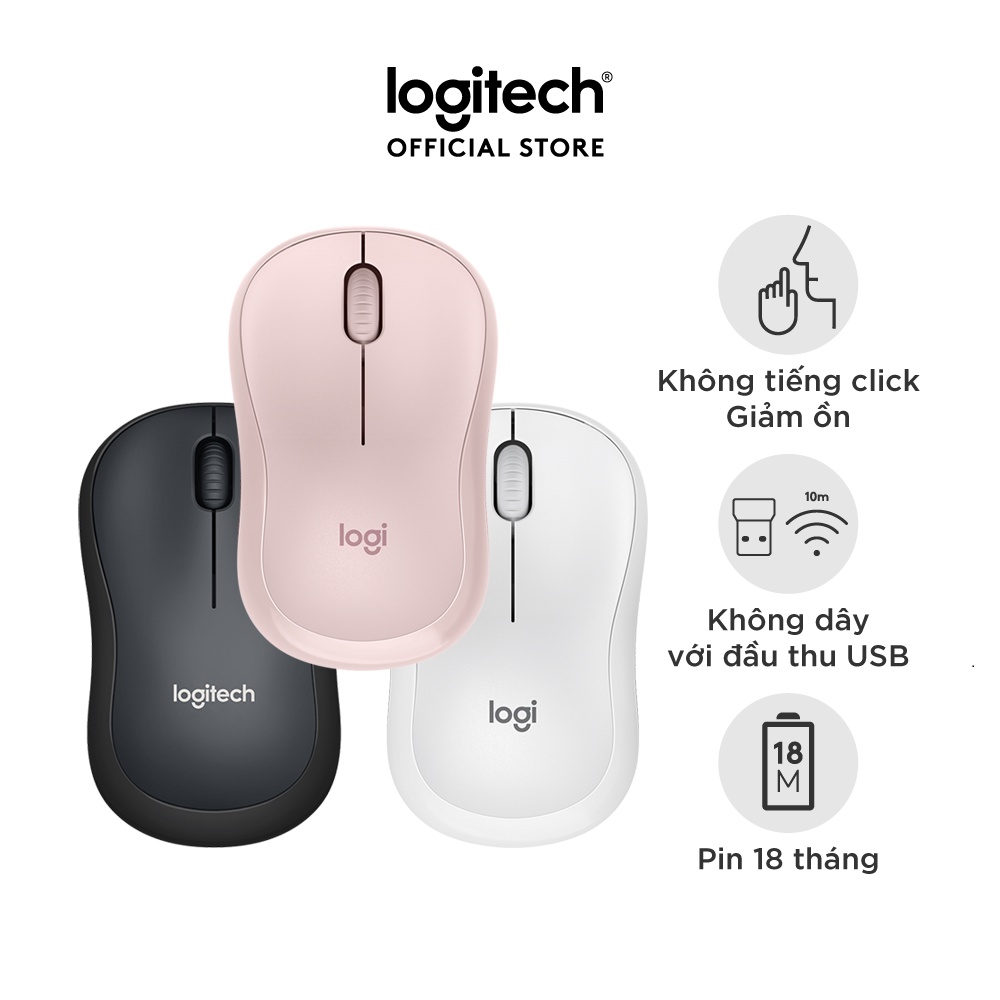 logitech®
OFFICIAL STORE
logi
logitech
logi
Không tiếng click
Giảm ồn
10m
Không dây
với đầu thu USB
18
M
Pin 18 tháng